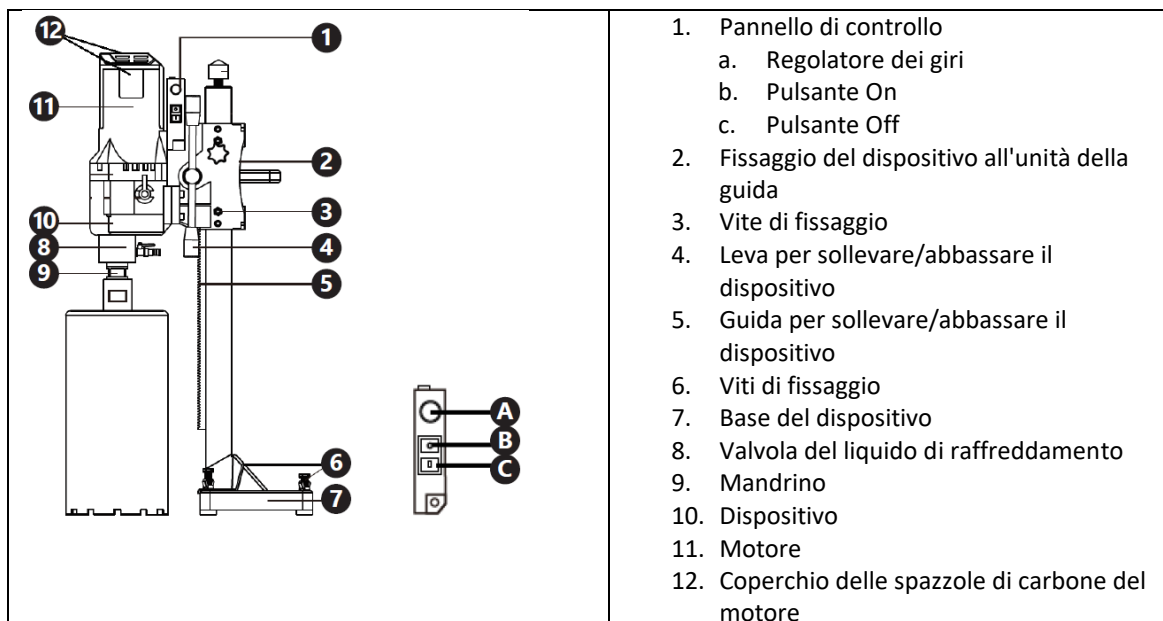 12
1
11
2
10
3
8
4
9
5
A
B
6
C
7
1. Pannello di controllo
a. Regolatore dei giri
b. Pulsante On
c. Pulsante Off
2. Fissaggio del dispositivo all'unità della
guida
3. Vite di fissaggio
4. Leva per sollevare/abbassare il
dispositivo
5. Guida per sollevare/abbassare il
dispositivo
6. Viti di fissaggio
7. Base del dispositivo
8. Valvola del liquido di raffreddamento
9. Mandrino
10. Dispositivo
11. Motore
12. Coperchio delle spazzole di carbone del
motore